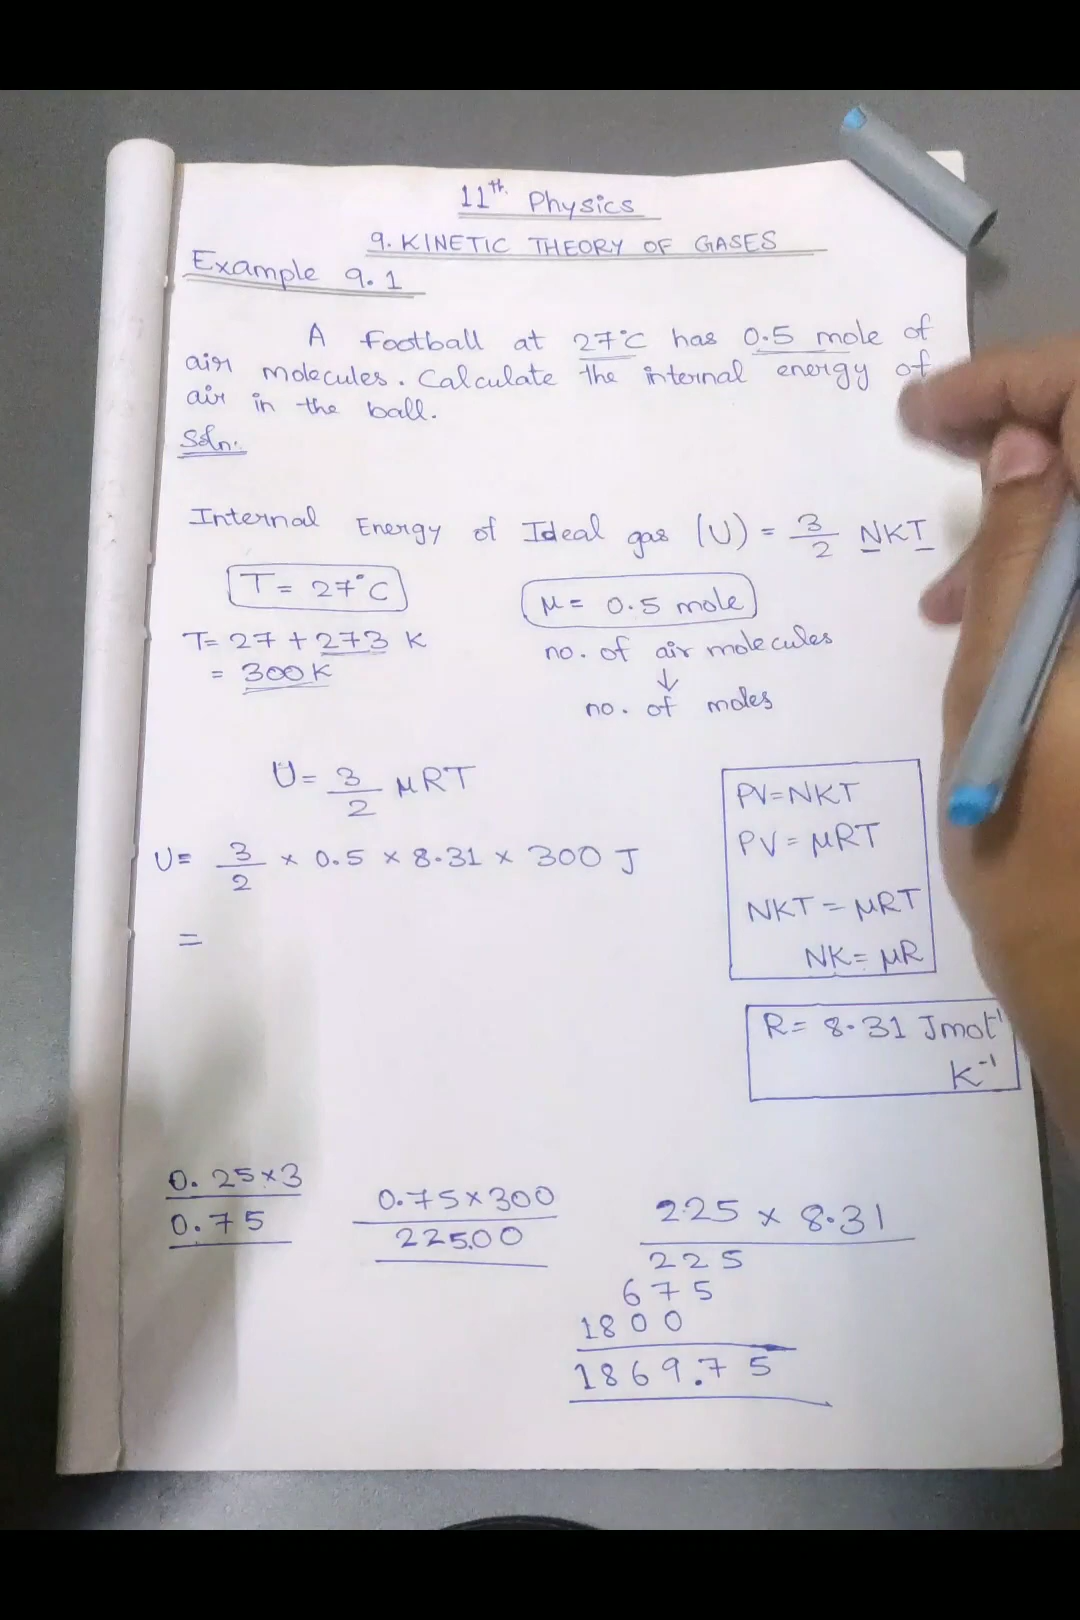 11th Physics
9. KINETIC THEORY OF GASES
Example 9.1
A Football at 27°C has 0.5 mole of
air molecules. Calculate the internal energy of
air in the ball.
Soln:
Internal Energy of Ideal gas (U) = 3/2 NKT
T = 27°C
μ = 0.5 mole
T = 27 + 273 K
no. of air molecules
= 300K
↓
no. of moles
U = 3/2 μRT
PV = NKT
PV = μRT
U = 3/2 × 0.5 × 8.31 × 300 J
NKT = μRT
=
NK = μR
R = 8.31 Jmol⁻¹
K⁻¹
0.25×3
0.75×300
225 × 8.31
0.75
225.00
225
675
1800
1869.75